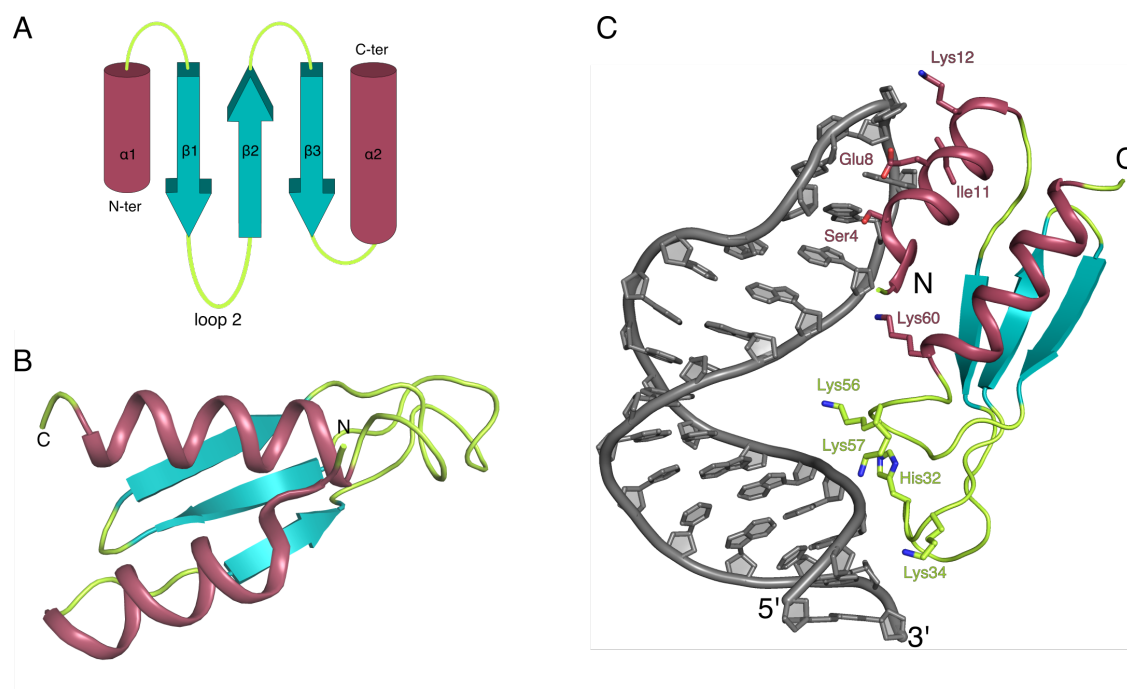 A
C-ter
α1
β1
β2
β3
α2
N-ter
loop 2
B
C
N
C
Lys12
Glu8
Ile11
Ser4
N
Lys60
Lys56
Lys57
His32
Lys34
5'
3'